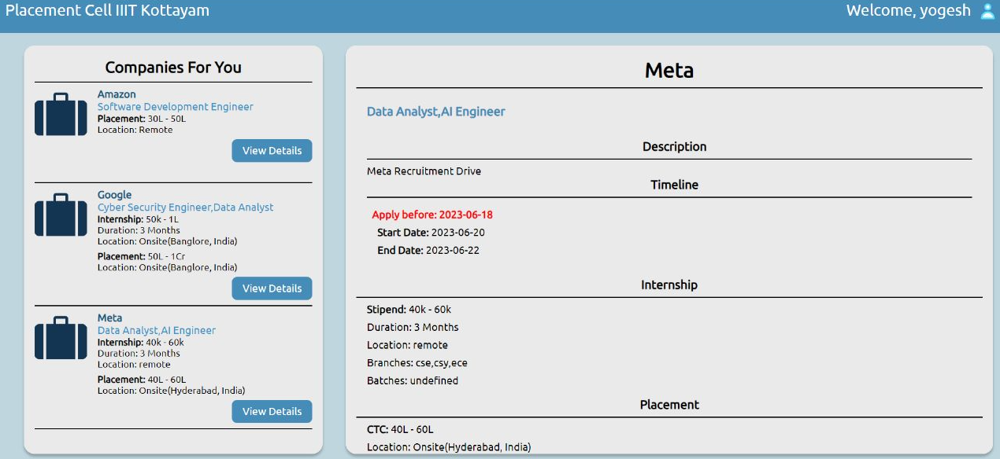 Placement Cell IIIT Kottayam
Welcome, yogesh
Companies For You
Amazon
Software Development Engineer
Placement: 30L - 50L
Location: Remote
View Details
Google
Cyber Security Engineer,Data Analyst
Internship: 50k - 1L
Duration: 3 Months
Location: Onsite(Banglore, India)
Placement: 50L - 1Cr
Location: Onsite(Banglore, India)
View Details
Meta
Data Analyst,AI Engineer
Internship: 40k - 60k
Duration: 3 Months
Location: remote
Placement: 40L - 60L
Location: Onsite(Hyderabad, India)
View Details
Meta
Data Analyst,AI Engineer
Description
Meta Recruitment Drive
Timeline
Apply before: 2023-06-18
Start Date: 2023-06-20
End Date: 2023-06-22
Internship
Stipend: 40k - 60k
Duration: 3 Months
Location: remote
Branches: cse,csy,ece
Batches: undefined
Placement
CTC: 40L - 60L
Location: Onsite(Hyderabad, India)